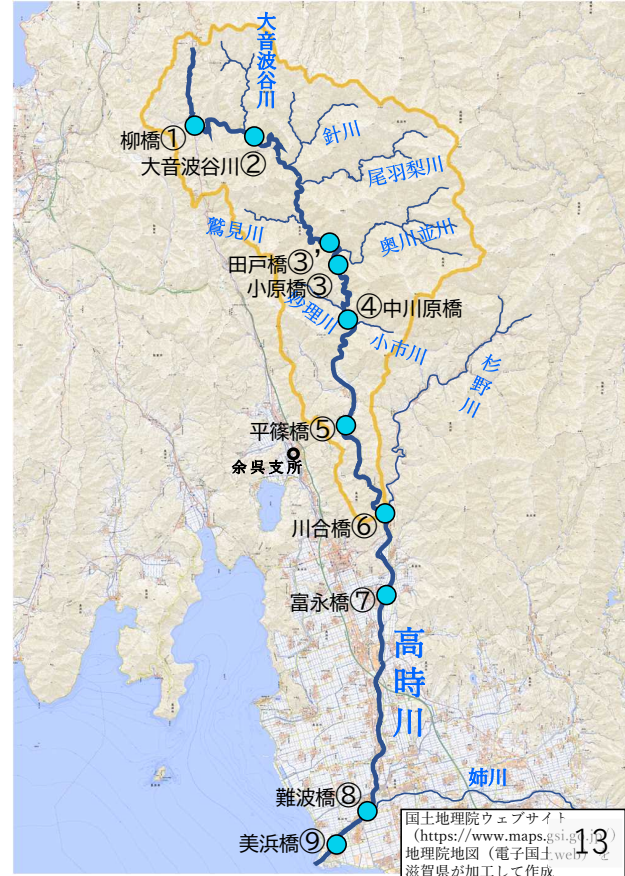 大音波谷川
柳橋①
大音波谷川②
針川
尾羽梨川
鷲見川
奥川並川
田戸橋③’
小原橋③
④中川原橋
妙理川
小市川
杉野川
平篠橋⑤
余呉支所
川合橋⑥
富永橋⑦
高時川
難波橋⑧
姉川
美浜橋⑨
国土地理院ウェブサイト
（https://www.maps.gsi.go.jp/）
地理院地図（電子国土web）を
滋賀県が加工して作成
13